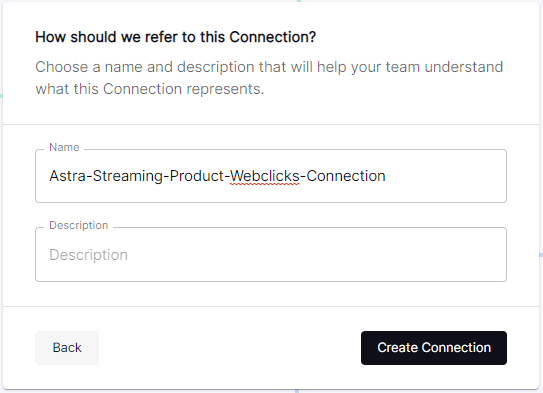 How should we refer to this Connection?
Choose a name and description that will help your team understand
what this Connection represents.
Name
Astra-Streaming-Product-Webclicks-Connection
Description
Description
Back
Create Connection